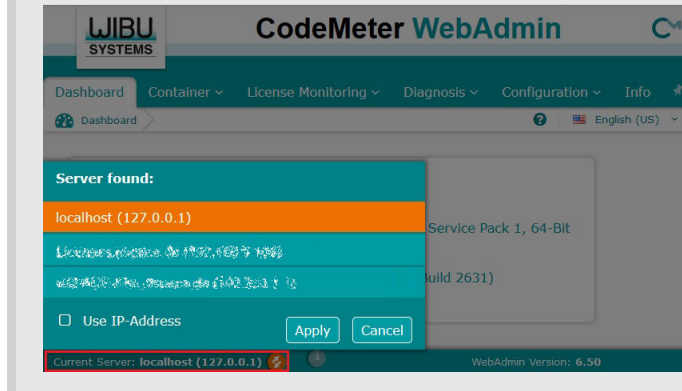 WIBU
SYSTEMS
CodeMeter WebAdmin
Dashboard Container License Monitoring Diagnosis Configuration Info
Dashboard English (US)
Server found:
localhost (127.0.0.1)
Service Pack 1, 64-Bit
uild 2631)
Use IP-Address
Apply Cancel
Current Server: localhost (127.0.0.1) WebAdmin Version: 6.50